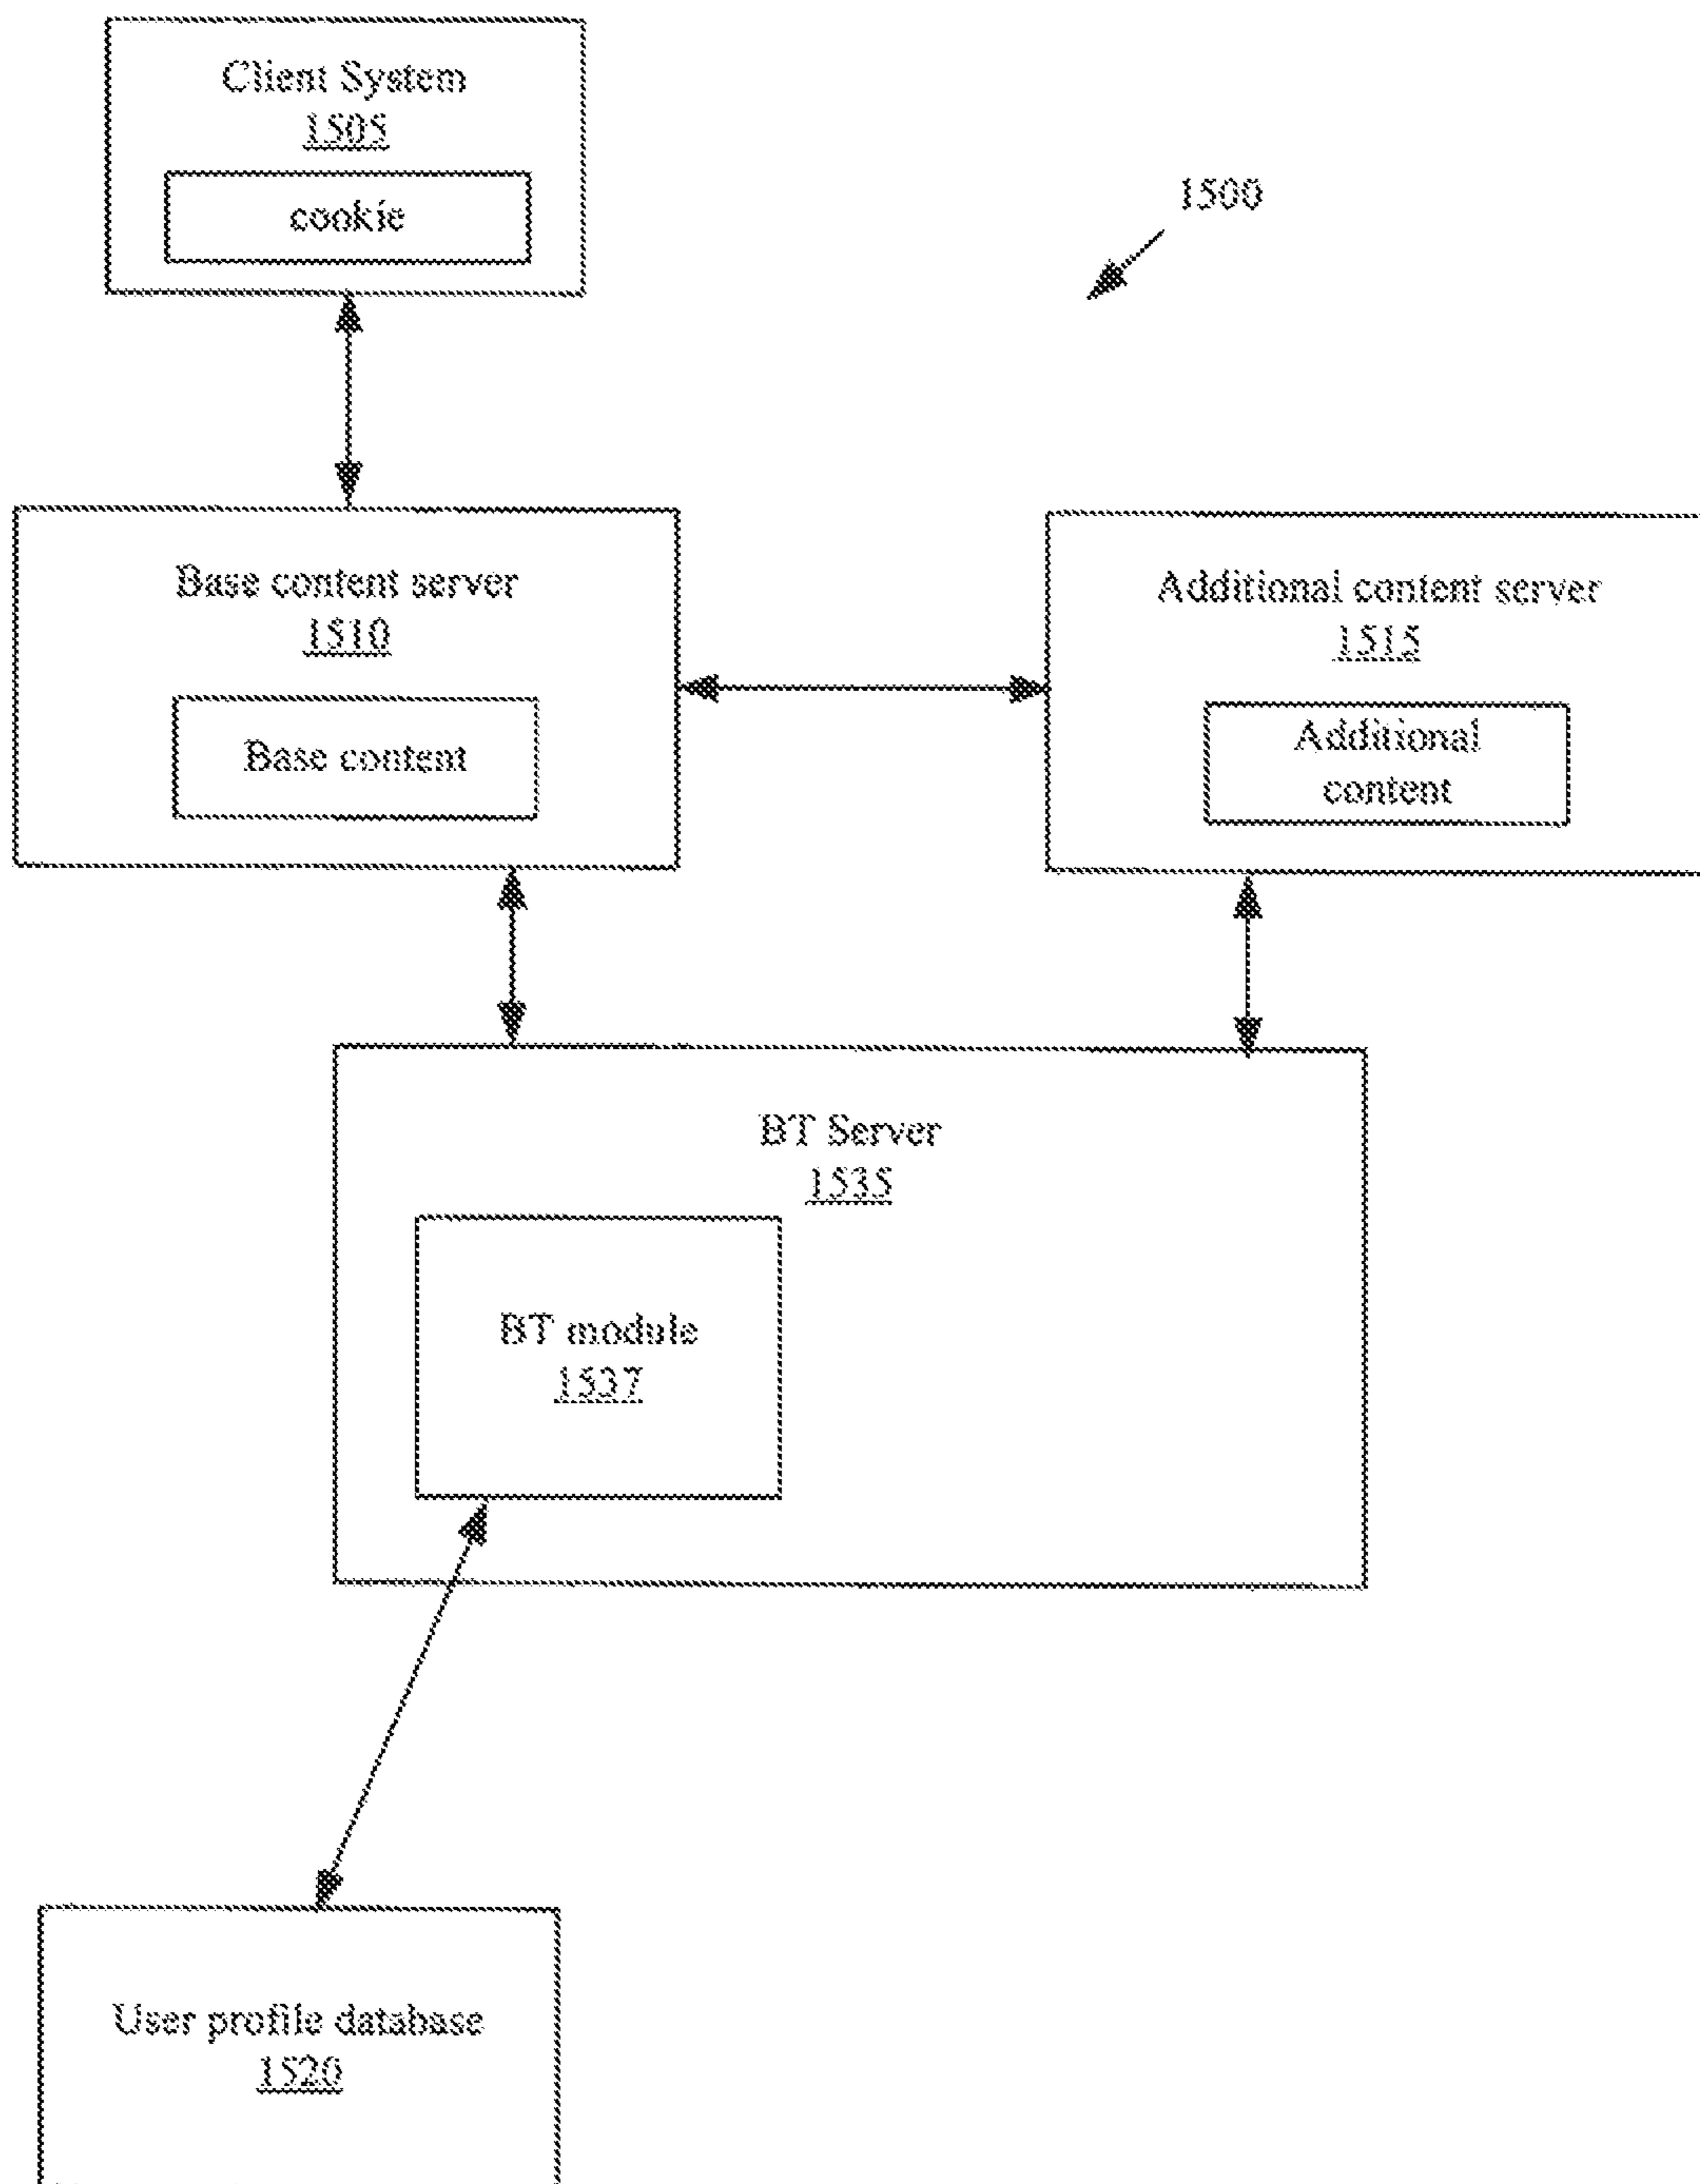 Client System
1505
cookie
1500
Base content server
1510
Base content
Additional content server
1515
Additional
content
BT Server
1535
BT module
1537
User profile database
1520